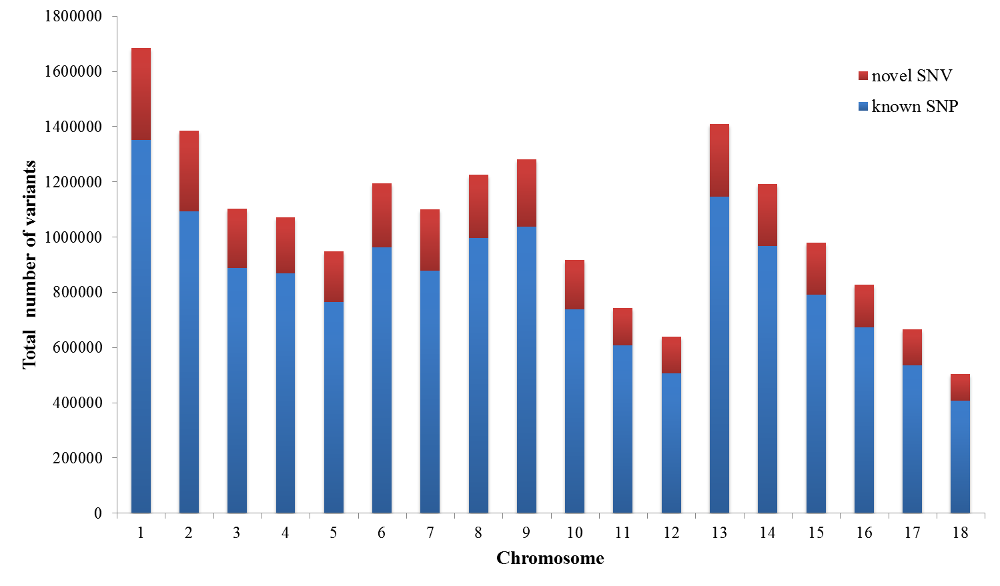 1800000
1600000
1400000
1200000
1000000
800000
600000
400000
200000
0
Total number of variants
novel SNV
known SNP
1 2 3 4 5 6 7 8 9 10 11 12 13 14 15 16 17 18
Chromosome